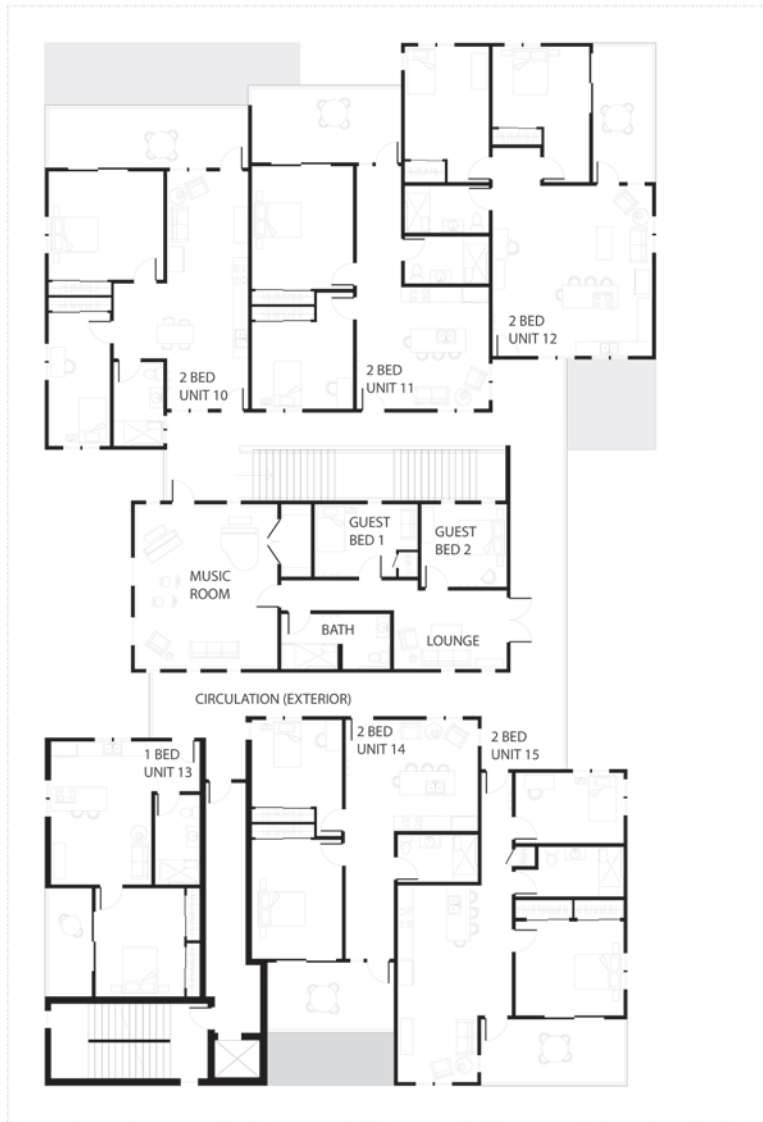 2 BED
UNIT 12
2 BED
UNIT 11
2 BED
UNIT 10
GUEST
BED 1
GUEST
BED 2
MUSIC
ROOM
BATH
LOUNGE
CIRCULATION (EXTERIOR)
2 BED
UNIT 14
2 BED
UNIT 15
1 BED
UNIT 13